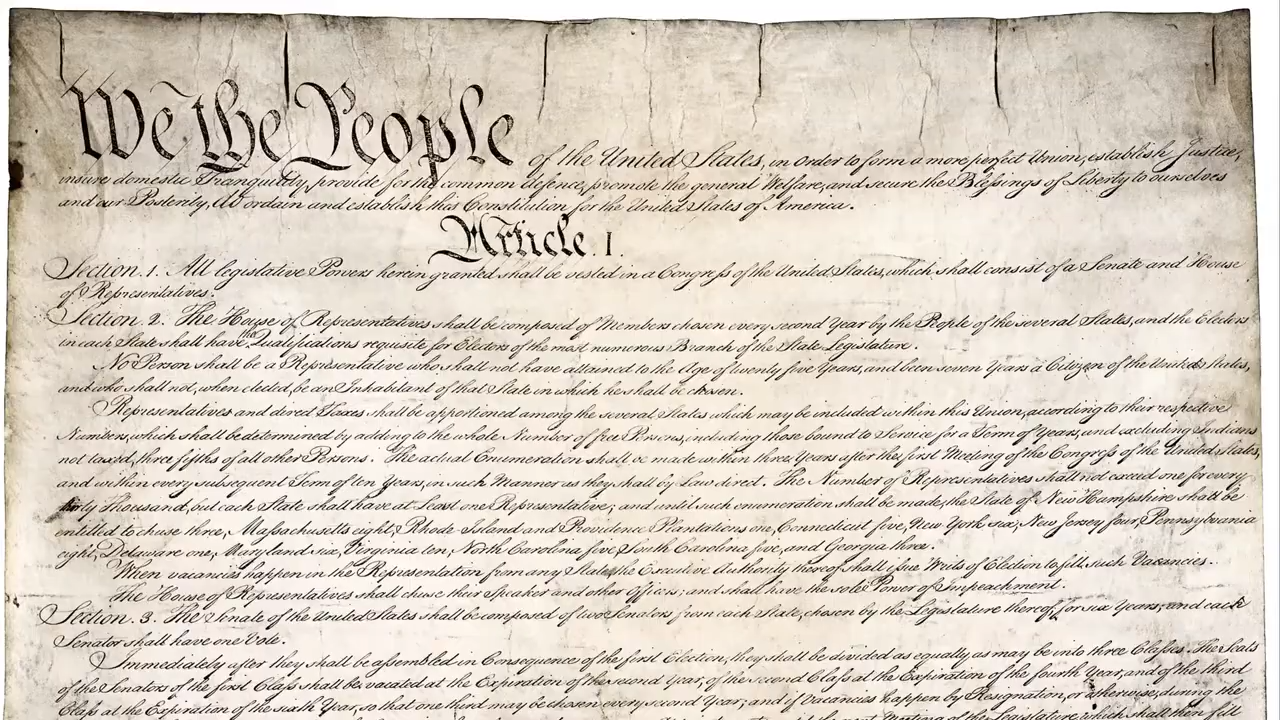 We the People of the United States, in Order to form a more perfect Union, establish Justice,
insure domestic Tranquility, provide for the common defence, promote the general Welfare, and secure the Blessings of Liberty to ourselves
and our Posterity, do ordain and establish this Constitution for the United States of America.
Article. I.
Section. 1. All legislative Powers herein granted shall be vested in a Congress of the United States, which shall consist of a Senate and House
of Representatives.
Section. 2. The House of Representatives shall be composed of Members chosen every second Year by the People of the several States, and the Electors
in each State shall have the Qualifications requisite for Electors of the most numerous Branch of the State Legislature.
No Person shall be a Representative who shall not have attained to the Age of twenty five Years, and been seven Years a Citizen of the United States,
and who shall not, when elected, be an Inhabitant of that State in which he shall be chosen.
Representatives and direct Taxes shall be apportioned among the several States which may be included within this Union, according to their respective
Numbers, which shall be determined by adding to the whole Number of free Persons, including those bound to Service for a Term of Years, and excluding Indians
not taxed, three fifths of all other Persons. The actual Enumeration shall be made within three Years after the first Meeting of the Congress of the United States,
and within every subsequent Term of ten Years, in such Manner as they shall by Law direct. The Number of Representatives shall not exceed one for every
thirty Thousand, but each State shall have at Least one Representative; and until such enumeration shall be made, the State of New Hampshire shall be
entitled to chuse three, Massachusetts eight, Rhode Island and Providence Plantations one, Connecticut five, New York six, New Jersey four, Pennsylvania
eight, Delaware one, Maryland six, Virginia ten, North Carolina five, South Carolina five, and Georgia three.
When vacancies happen in the Representation from any State, the Executive Authority thereof shall issue Writs of Election to fill such Vacancies.
The House of Representatives shall chuse their Speaker and other Officers; and shall have the sole Power of Impeachment.
Section. 3. The Senate of the United States shall be composed of two Senators from each State, chosen by the Legislature thereof, for six Years; and each
Senator shall have one Vote.
Immediately after they shall be assembled in Consequence of the first Election, they shall be divided as equally as may be into three Classes. The Seats
of the Senators of the first Class shall be vacated at the Expiration of the second Year, of the second Class at the Expiration of the fourth Year, and of the third
Class at the Expiration of the sixth Year, so that one third may be chosen every second Year; and if Vacancies happen by Resignation, or otherwise, during the
Meeting of the Legislature, which shall then fill